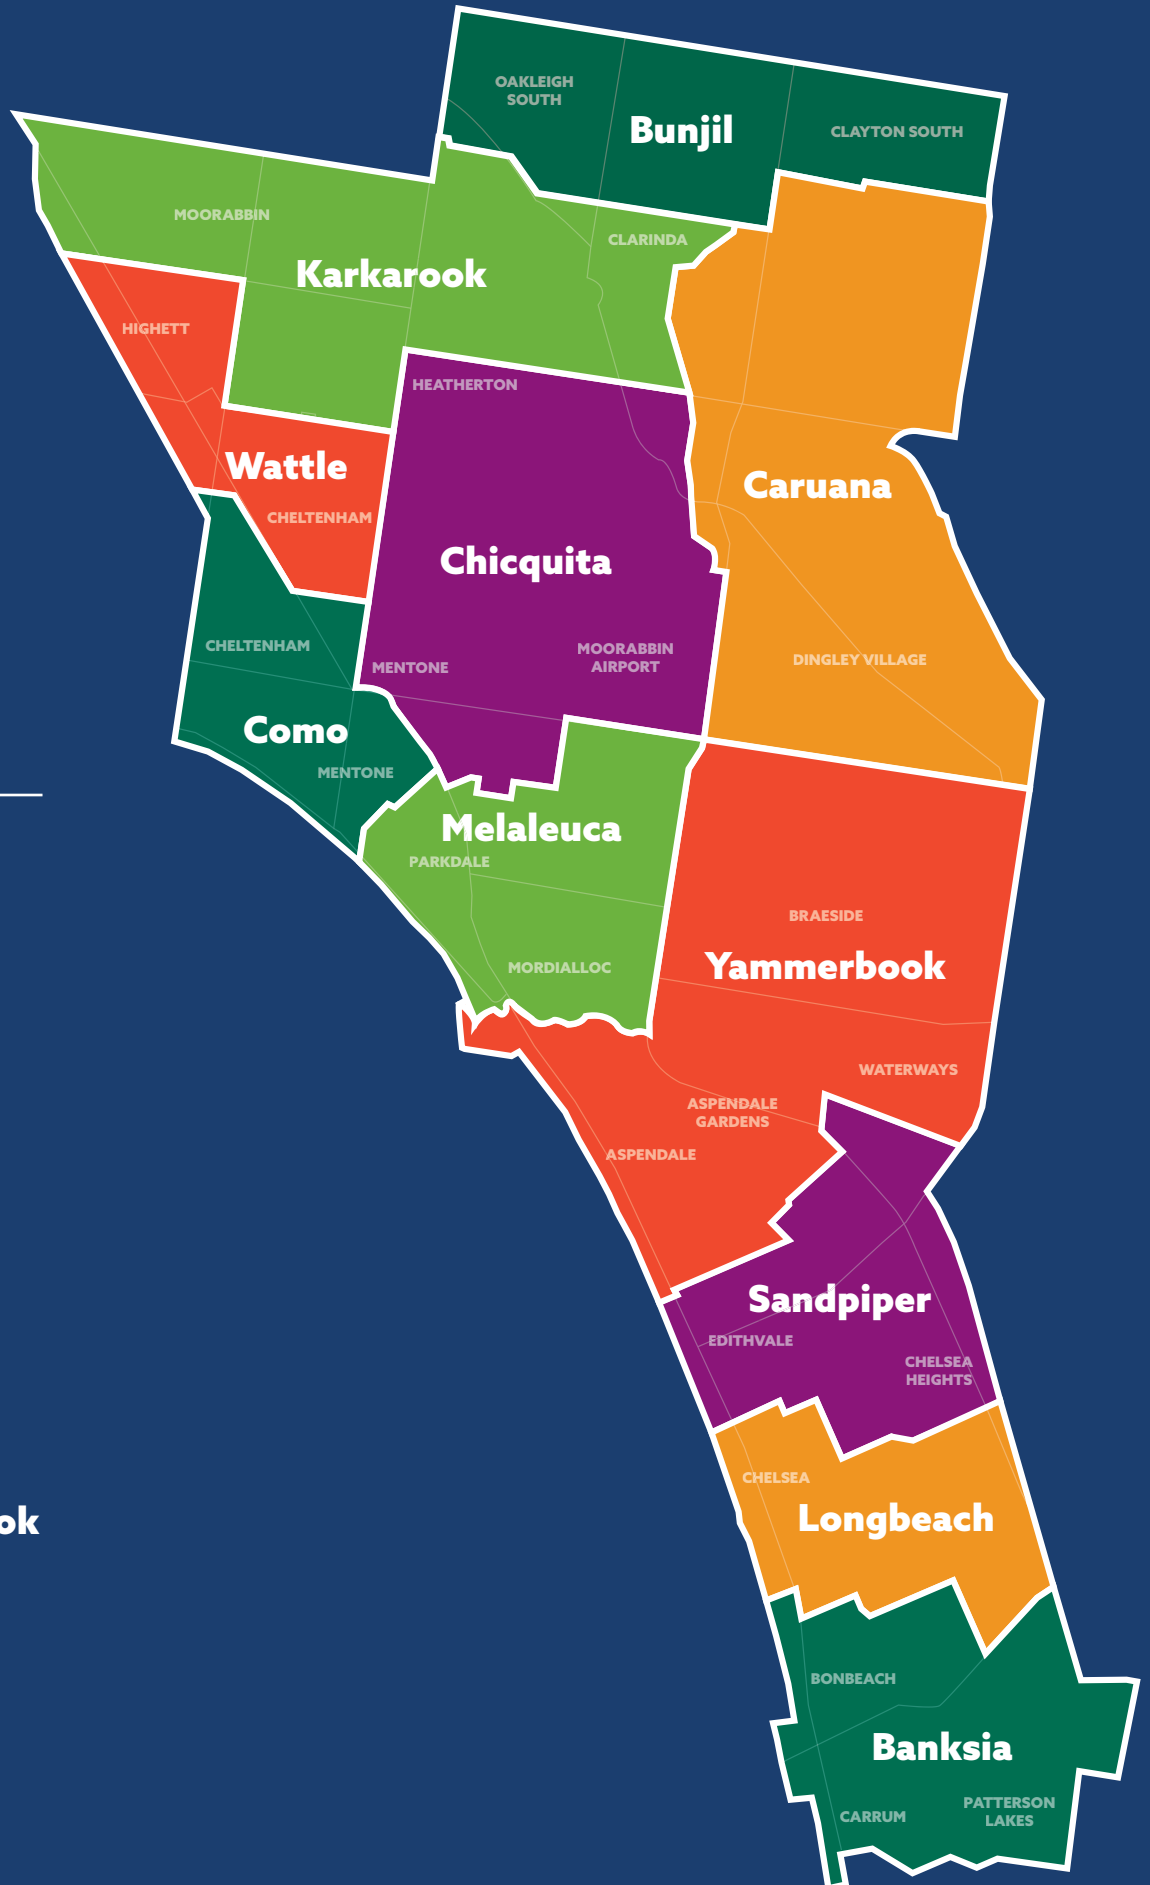 OAKLEIGH
SOUTH
Bunjil
CLAYTON SOUTH
MOORABBIN
CLARINDA
Karkarook
HIGHETT
HEATHERTON
Wattle
CHELTENHAM
Caruana
Chicquita
CHELTENHAM
MENTONE
MOORABBIN
AIRPORT
DINGLEY VILLAGE
Como
MENTONE
Melaleuca
PARKDALE
MORDIALLOC
BRAESIDE
Yammerbook
WATERWAYS
ASPENDALE
GARDENS
ASPENDALE
Sandpiper
EDITHVALE
CHELSEA
HEIGHTS
CHELSEA
Longbeach
ok
BONBEACH
Banksia
CARRUM
PATTERSON
LAKES